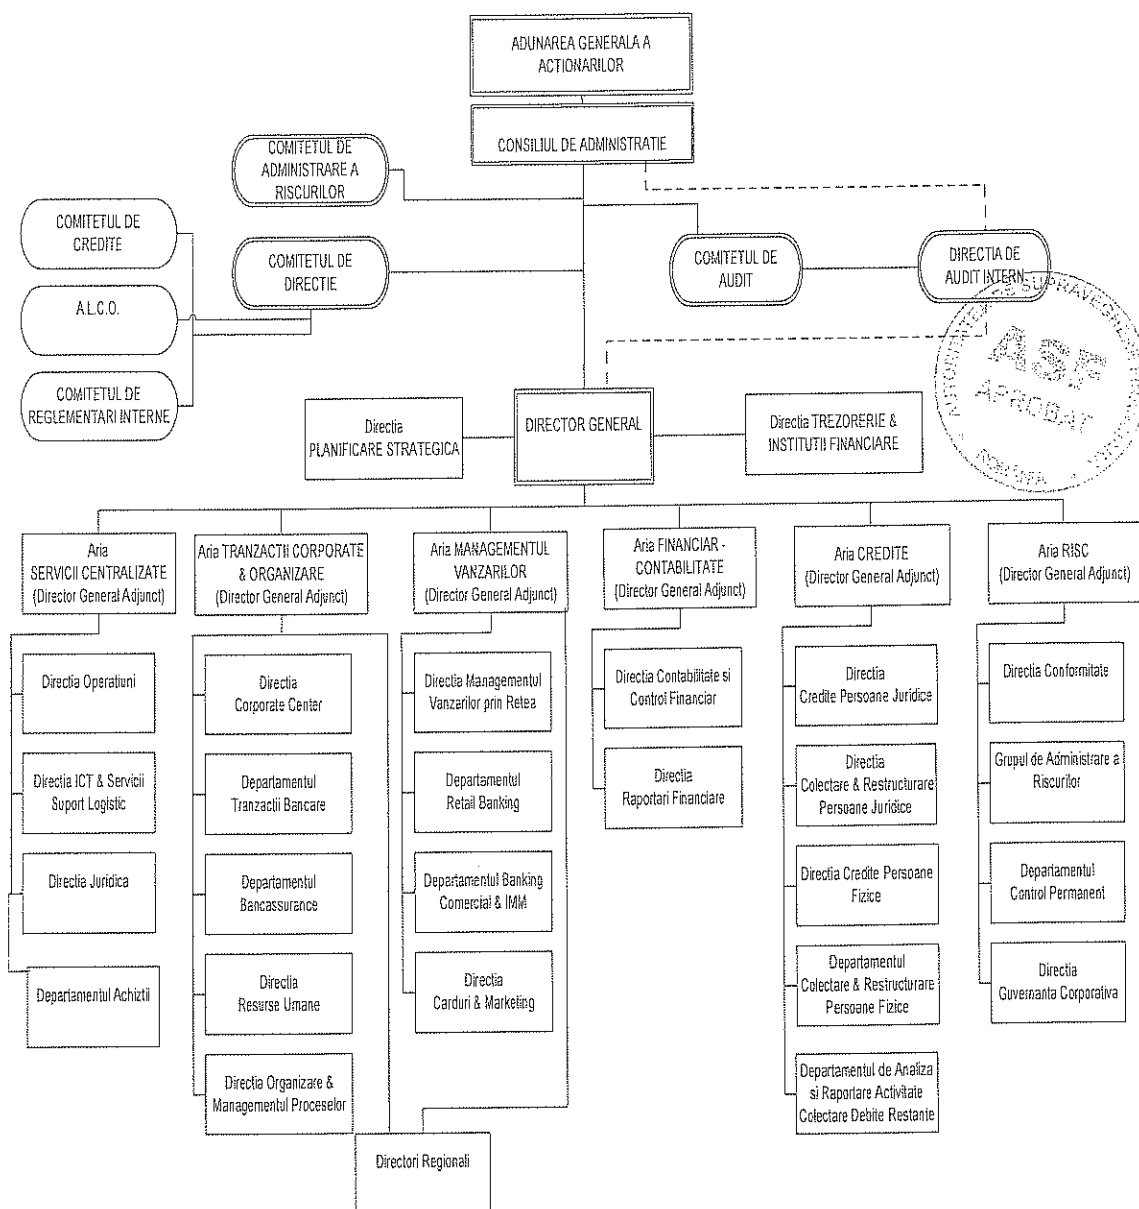 ADUNAREA GENERALA A
ACTIONARILOR
CONSILIUL DE ADMINISTRATIE
COMITETUL DE
ADMINISTRARE A
RISCURILOR
COMITETUL DE
CREDITE
COMITETUL DE
DIRECTIE
COMITETUL DE
AUDIT
DIRECTIA DE
AUDIT INTERN
A.L.C.O.
COMITETUL DE
REGLEMENTARI INTERNE
AUTORITATEA DE SUPRAVEGHERE FINANCIARA
ASF
APROBAT
ROMANIA
Directia
PLANIFICARE STRATEGICA
DIRECTOR GENERAL
Directia TREZORERIE &
INSTITUTII FINANCIARE
Aria
SERVICII CENTRALIZATE
(Director General Adjunct)
Directia Operatiuni
Directia ICT & Servicii
Suport Logistic
Directia Juridica
Departamentul Achiztii
Aria TRANZACTII CORPORATE
& ORGANIZARE
(Director General Adjunct)
Directia
Corporate Center
Departamentul
Tranzactii Bancare
Departamentul
Bancassurance
Directia
Resurse Umane
Directia Organizare &
Managementul Proceselor
Aria MANAGEMENTUL
VANZARILOR
(Director General Adjunct)
Directia Managementul
Vanzarilor prin Retea
Departamentul
Retail Banking
Departamentul Banking
Comercial & IMM
Directia
Carduri & Marketing
Directori Regionali
Aria FINANCIAR -
CONTABILITATE
(Director General Adjunct)
Directia Contabilitate si
Control Financiar
Directia
Raportari Financiare
Aria CREDITE
(Director General Adjunct)
Directia
Credite Persoane Juridice
Directia
Colectare & Restructurare
Persoane Juridice
Directia Credite Persoane
Fizice
Departamentul
Colectare & Restructurare
Persoane Fizice
Departamentul de Analiza
si Raportare Activitate
Colectare Debite Restante
Aria RISC
(Director General Adjunct)
Directia Conformitate
Grupul de Administrare a
Riscurilor
Departamentul
Control Permanent
Directia
Guvernanta Corporativa